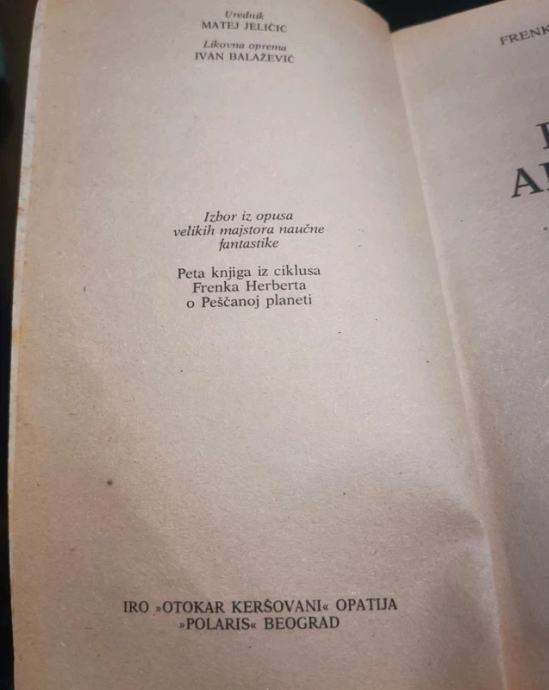 Urednik
MATEJ JELIČIĆ
Likovna oprema
IVAN BALAŽEVIĆ
Izbor iz opusa
velikih majstora naučne
fantastike
Peta knjiga iz ciklusa
Frenka Herberta
o Peščanoj planeti
IRO »OTOKAR KERŠOVANI« OPATIJA
»POLARIS« BEOGRAD
FRENK